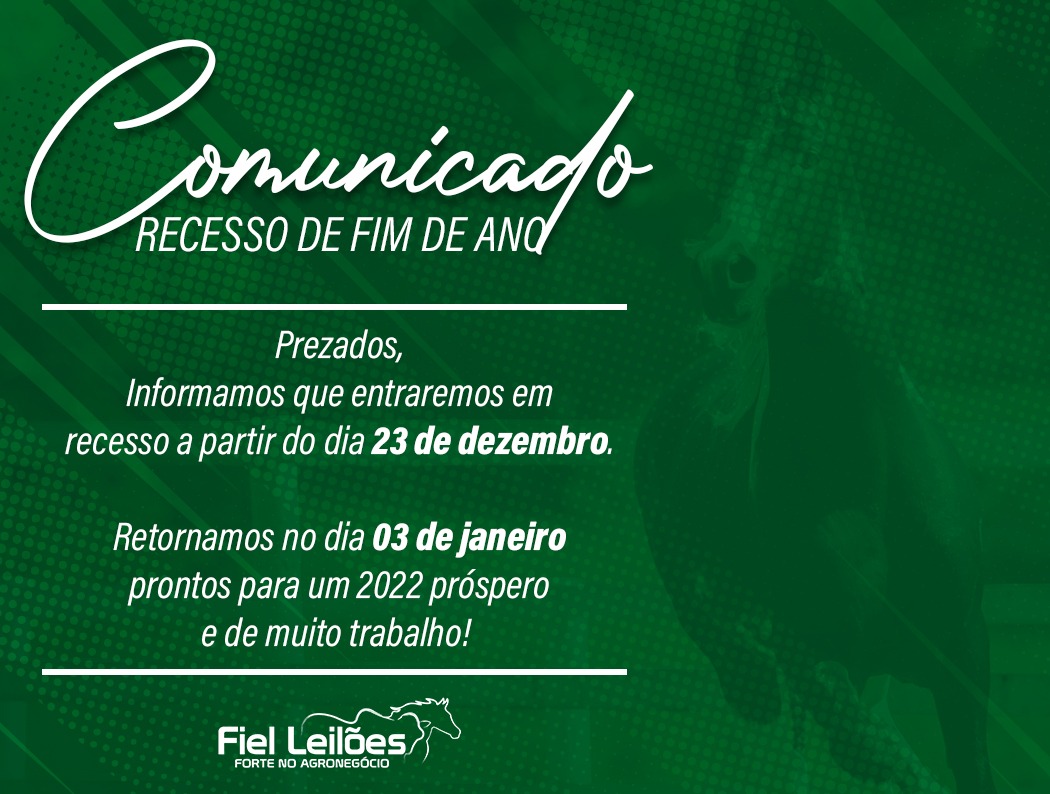 Comunicado
RECESSO DE FIM DE ANO
Prezados,
Informamos que entraremos em
recesso a partir do dia 23 de dezembro.
Retornamos no dia 03 de janeiro
prontos para um 2022 próspero
e de muito trabalho!
Fiel Leilões
FORTE NO AGRONEGÓCIO